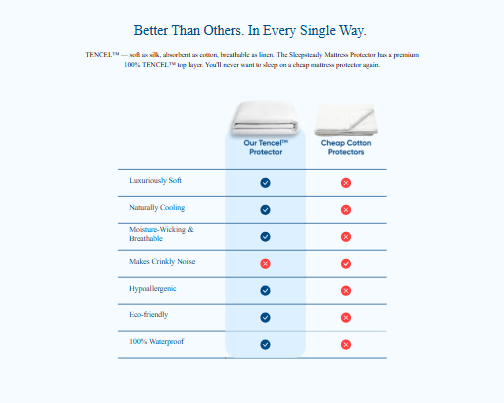 Better Than Others. In Every Single Way.
TENCEL™ — soft as silk, absorbent as cotton, breathable as linen. The Sleepsteady Mattress Protector has a premium
100% TENCEL™ top layer. You'll never want to sleep on a cheap mattress protector again.
Our Tencel™ Cheap Cotton
Protector Protectors
Luxuriously Soft
Naturally Cooling
Moisture-Wicking &
Breathable
Makes Crinkly Noise
Hypoallergenic
Eco-friendly
100% Waterproof